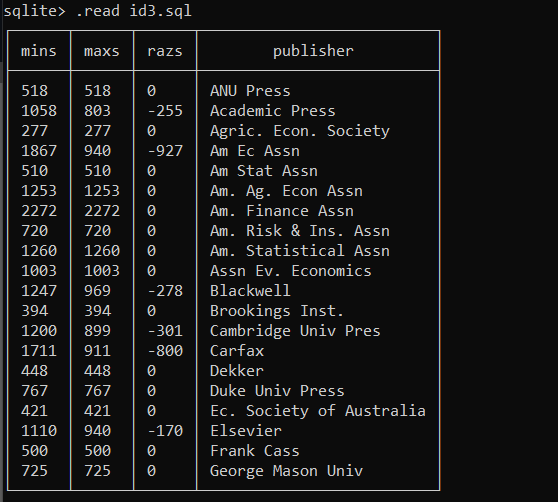 sqlite> .read id3.sql
mins maxs razs publisher
518 518 0 ANU Press
1058 803 -255 Academic Press
277 277 0 Agric. Econ. Society
1867 940 -927 Am Ec Assn
510 510 0 Am Stat Assn
1253 1253 0 Am. Ag. Econ Assn
2272 2272 0 Am. Finance Assn
720 720 0 Am. Risk & Ins. Assn
1260 1260 0 Am. Statistical Assn
1003 1003 0 Assn Ev. Economics
1247 969 -278 Blackwell
394 394 0 Brookings Inst.
1200 899 -301 Cambridge Univ Pres
1711 911 -800 Carfax
448 448 0 Dekker
767 767 0 Duke Univ Press
421 421 0 Ec. Society of Australia
1110 940 -170 Elsevier
500 500 0 Frank Cass
725 725 0 George Mason Univ